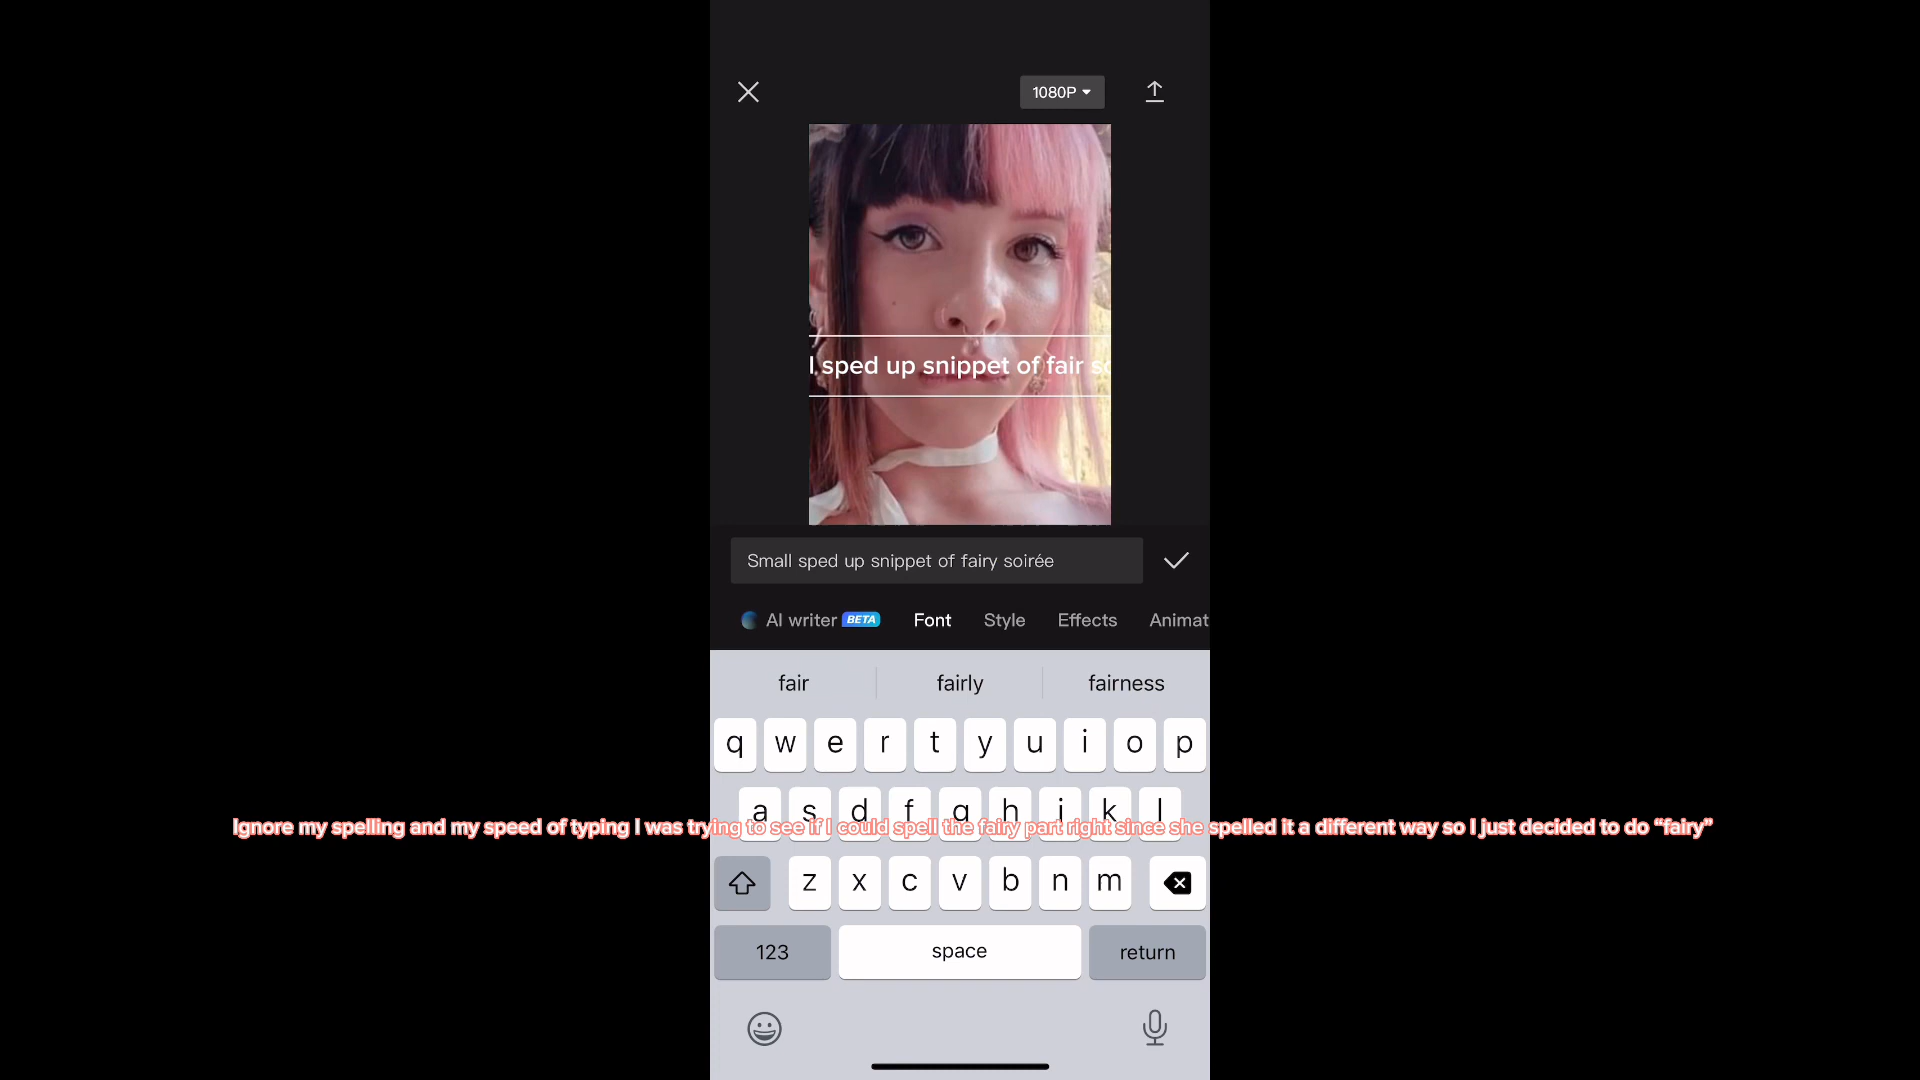 1080P
l sped up snippet of fair so
Small sped up snippet of fairy soirée
AI writer BETA Font Style Effects Animat
fair fairly fairness
q w e r t y u i o p
a s d f g h j k l
Ignore my spelling and my speed of typing I was trying to see if I could spell the fairy part right since she spelled it a different way so I just decided to do “fairy”
z x c v b n m
123 space return